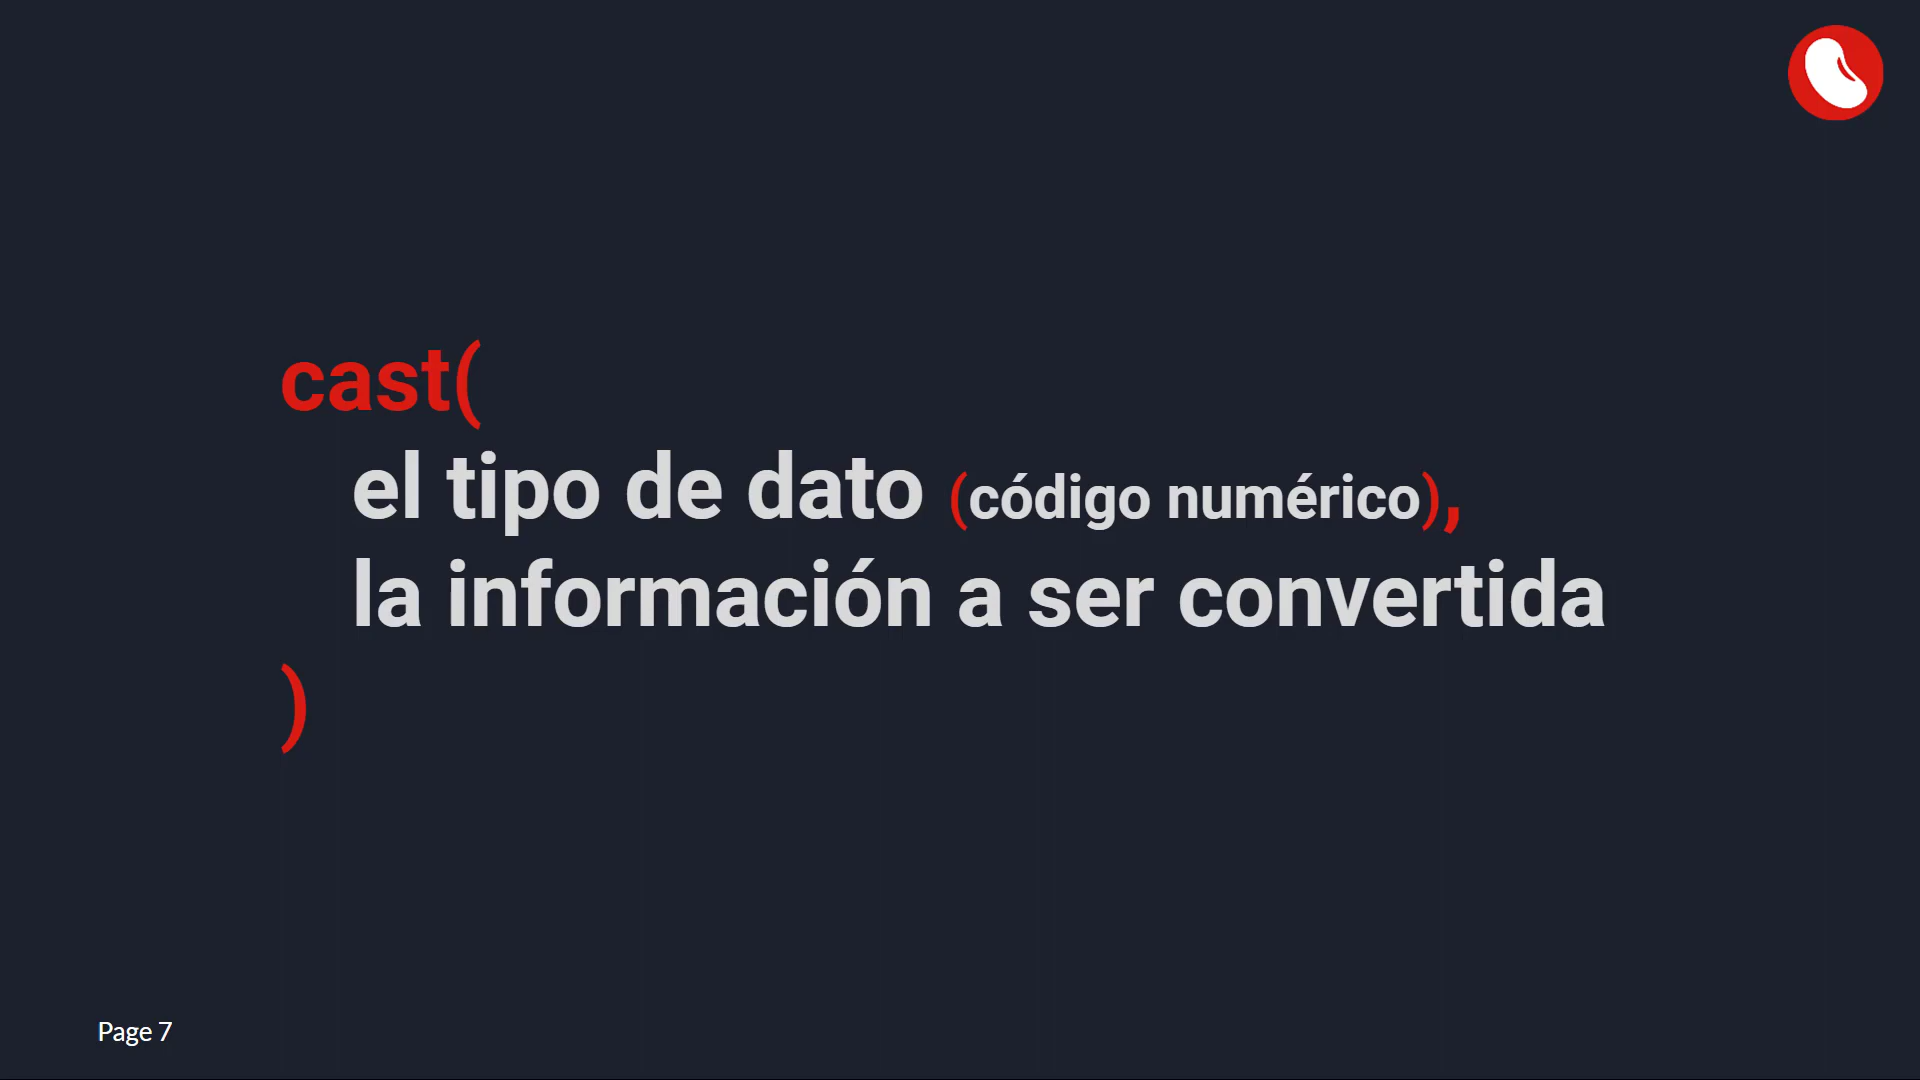 cast(
el tipo de dato (código numérico),
la información a ser convertida
)
Page 7